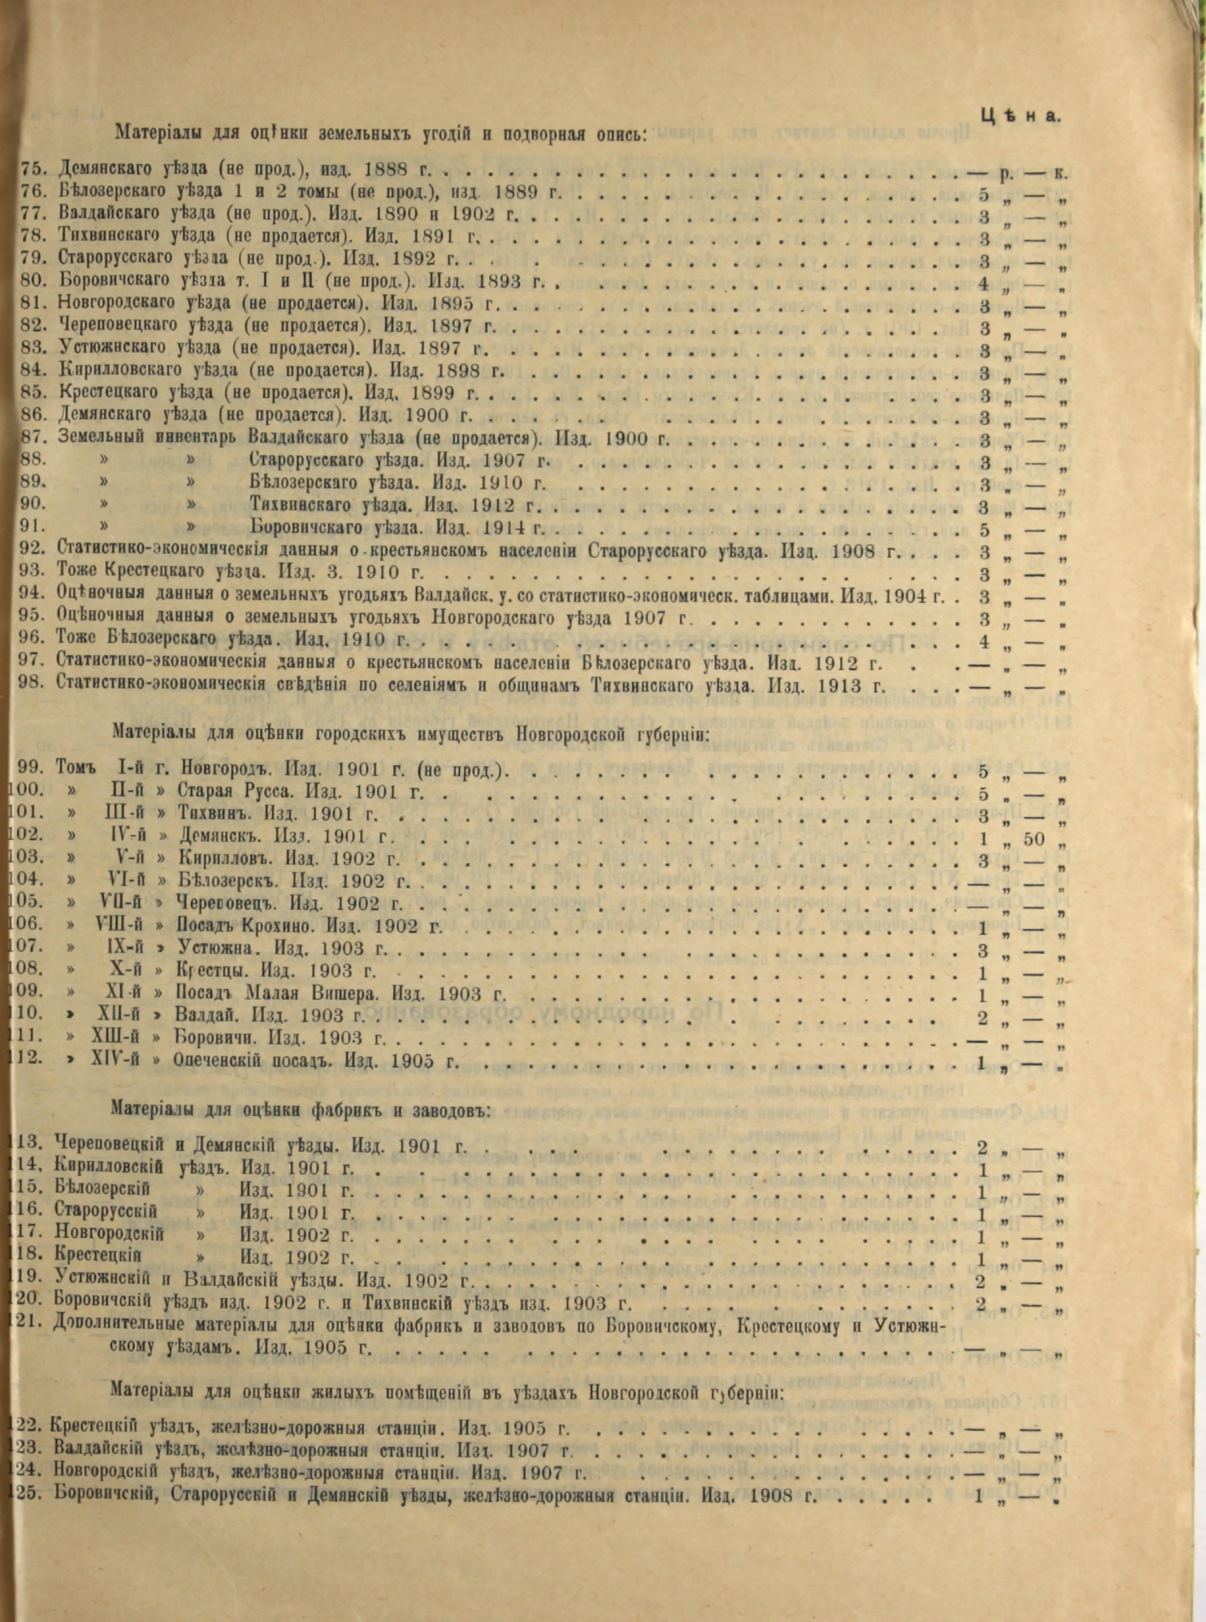 Цѣна.
Матеріалы для оцѣнки земельныхъ угодій и подворная опись:
75. Демянскаго уѣзда (не прод.), изд. 1888 г. — р. — к.
76. Бѣлозерскаго уѣзда 1 и 2 томы (не прод.), изд. 1889 г. 5 „ — „
77. Валдайскаго уѣзда (не прод.). Изд. 1890 и 1902 г. 3 „ — „
78. Тихвинскаго уѣзда (не продается). Изд. 1891 г. 3 „ — „
79. Старорусскаго уѣзда (не прод.). Изд. 1892 г. 3 „ — „
80. Боровичскаго уѣзда т. I и II (не прод.). Изд. 1893 г. 4 „ — „
81. Новгородскаго уѣзда (не продается). Изд. 1895 г. 3 „ — „
82. Череповецкаго уѣзда (не продается). Изд. 1897 г. 3 „ — „
83. Устюжнскаго уѣзда (не продается). Изд. 1897 г. 3 „ — „
84. Кирилловскаго уѣзда (не продается). Изд. 1898 г. 3 „ — „
85. Крестецкаго уѣзда (не продается). Изд. 1899 г. 3 „ — „
86. Демянскаго уѣзда (не продается). Изд. 1900 г. 3 „ — „
87. Земельный инвентарь Валдайскаго уѣзда (не продается). Изд. 1900 г. 3 „ — „
88. » » Старорусскаго уѣзда. Изд. 1907 г. 3 „ — „
89. » » Бѣлозерскаго уѣзда. Изд. 1910 г. 3 „ — „
90. » » Тихвинскаго уѣзда. Изд. 1912 г. 3 „ — „
91. » » Боровичскаго уѣзда. Изд. 1914 г. 5 „ — „
92. Статистико-экономическія данныя о крестьянскомъ населеніи Старорусскаго уѣзда. Изд. 1908 г. 3 „ — „
93. Тоже Крестецкаго уѣзда. Изд. 3. 1910 г. 3 „ — „
94. Оцѣночныя данныя о земельныхъ угодьяхъ Валдайск. у. со статистико-экономическ. таблицами. Изд. 1904 г. 3 „ — „
95. Оцѣночныя данныя о земельныхъ угодьяхъ Новгородскаго уѣзда 1907 г. 3 „ — „
96. Тоже Бѣлозерскаго уѣзда. Изд. 1910 г. 4 „ — „
97. Статистико-экономическія данныя о крестьянскомъ населеніи Бѣлозерскаго уѣзда. Изд. 1912 г. — „ — „
98. Статистико-экономическія свѣдѣнія по селеніямъ и общинамъ Тихвинскаго уѣзда. Изд. 1913 г. — „ — „
Матеріалы для оцѣнки городскихъ имуществъ Новгородской губерніи:
99. Томъ I-й г. Новгородъ. Изд. 1901 г. (не прод.). 5 „ — „
100. » II-й » Старая Русса. Изд. 1901 г. 5 „ — „
101. » III-й » Тихвинъ. Изд. 1901 г. 3 „ — „
102. » IV-й » Демянскъ. Изд. 1901 г. 1 „ 50 „
103. » V-й » Кирилловъ. Изд. 1902 г. 3 „ — „
104. » VI-й » Бѣлозерскъ. Изд. 1902 г. — „ — „
105. » VII-й » Череповецъ. Изд. 1902 г. — „ — „
106. » VIII-й » Посадъ Крохино. Изд. 1902 г. 1 „ — „
107. » IX-й » Устюжна. Изд. 1903 г. 3 „ — „
108. » X-й » Крестцы. Изд. 1903 г. 1 „ — „
109. » XI-й » Посадъ Малая Вишера. Изд. 1903 г. 1 „ — „
110. » XII-й » Валдай. Изд. 1903 г. 2 „ — „
111. » XIII-й » Боровичи. Изд. 1903 г. — „ — „
112. » XIV-й » Опеченскій посадъ. Изд. 1905 г. 1 „ — „
Матеріалы для оцѣнки фабрикъ и заводовъ:
13. Череповецкій и Демянскій уѣзды. Изд. 1901 г. 2 „ — „
14. Кирилловскій уѣздъ. Изд. 1901 г. 1 „ — „
15. Бѣлозерскій » Изд. 1901 г. 1 „ — „
16. Старорусскій » Изд. 1901 г. 1 „ — „
17. Новгородскій » Изд. 1902 г. 1 „ — „
18. Крестецкій » Изд. 1902 г. 1 „ — „
19. Устюжнскій и Валдайскій уѣзды. Изд. 1902 г. 2 „ — „
20. Боровичскій уѣздъ изд. 1902 г. и Тихвинскій уѣздъ изд. 1903 г. 2 „ — „
21. Дополнительные матеріалы для оцѣнки фабрикъ и заводовъ по Боровичскому, Крестецкому и Устюжн-
скому уѣздамъ. Изд. 1905 г. — „ — „
Матеріалы для оцѣнки жилыхъ помѣщеній въ уѣздахъ Новгородской губерніи:
122. Крестецкій уѣздъ, желѣзно-дорожныя станціи. Изд. 1905 г. — „ — „
123. Валдайскій уѣздъ, желѣзно-дорожныя станціи. Изд. 1907 г. — „ — „
124. Новгородскій уѣздъ, желѣзно-дорожныя станціи. Изд. 1907 г. — „ — „
125. Боровичскій, Старорусскій и Демянскій уѣзды, желѣзно-дорожныя станціи. Изд. 1908 г. 1 „ — „